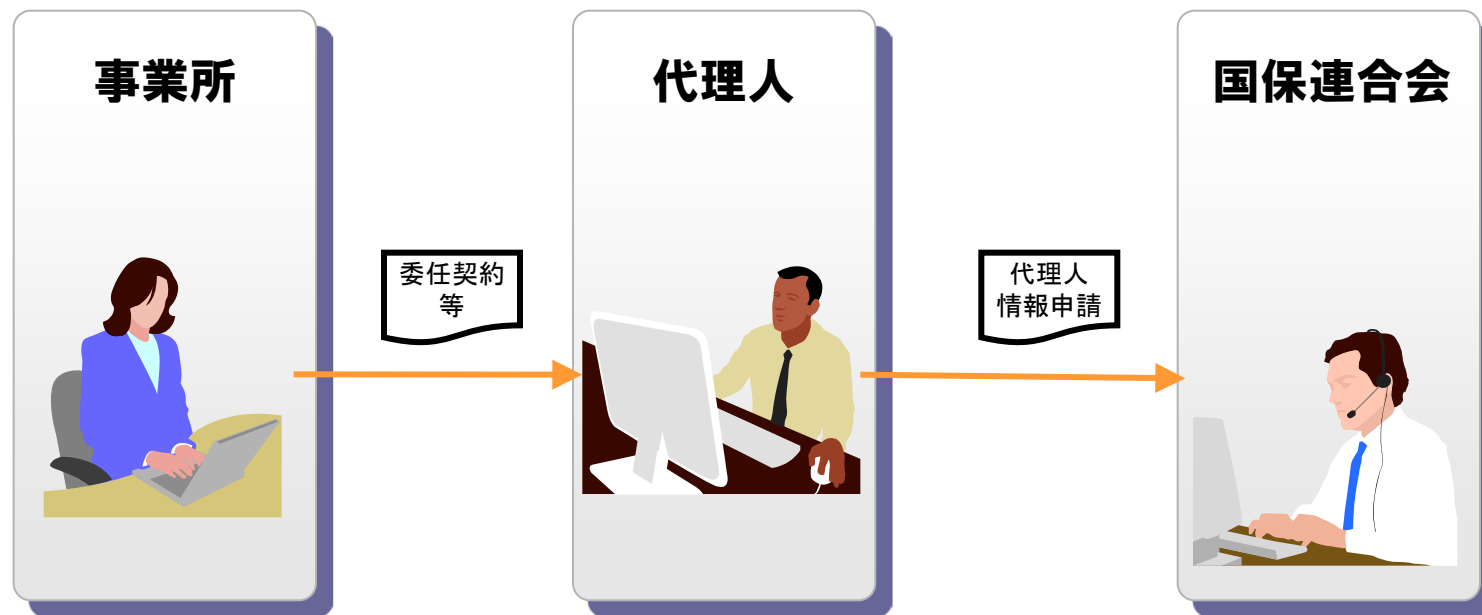 事業所
代理人
国保連合会
委任契約
等
代理人
情報申請